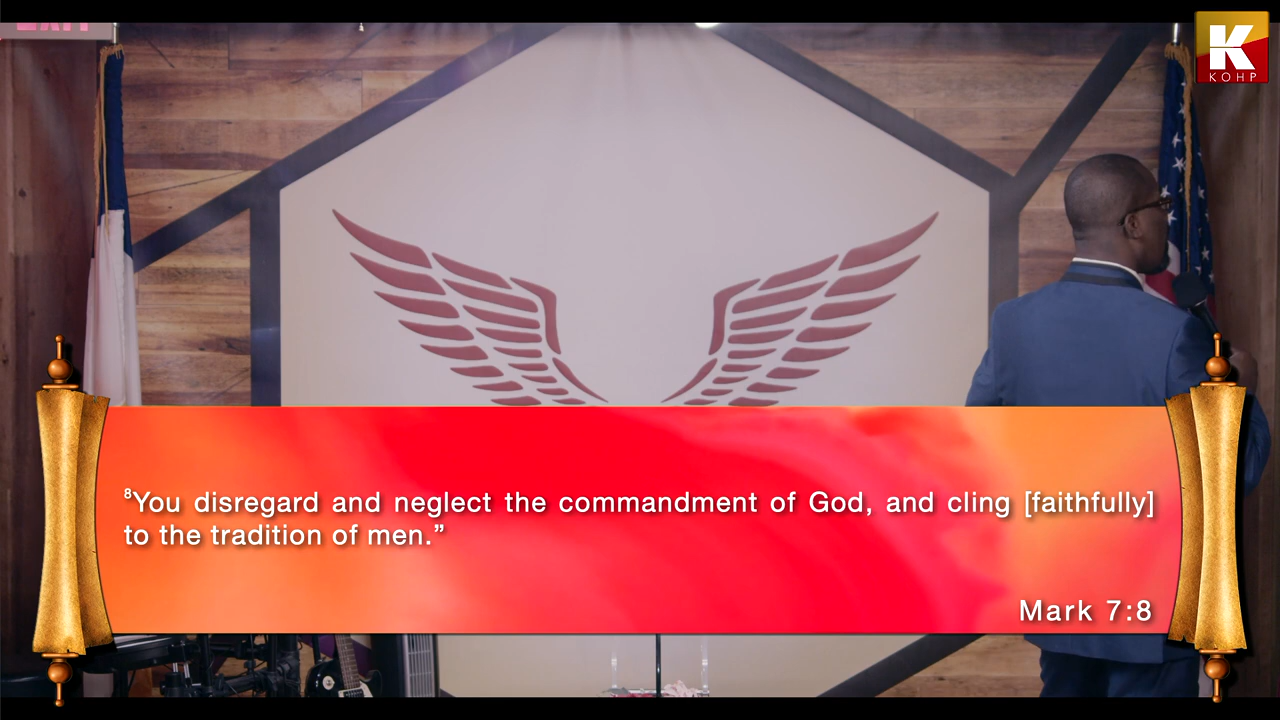 EXIT
K
KOHP
⁸You disregard and neglect the commandment of God, and cling [faithfully]
to the tradition of men.”
Mark 7:8